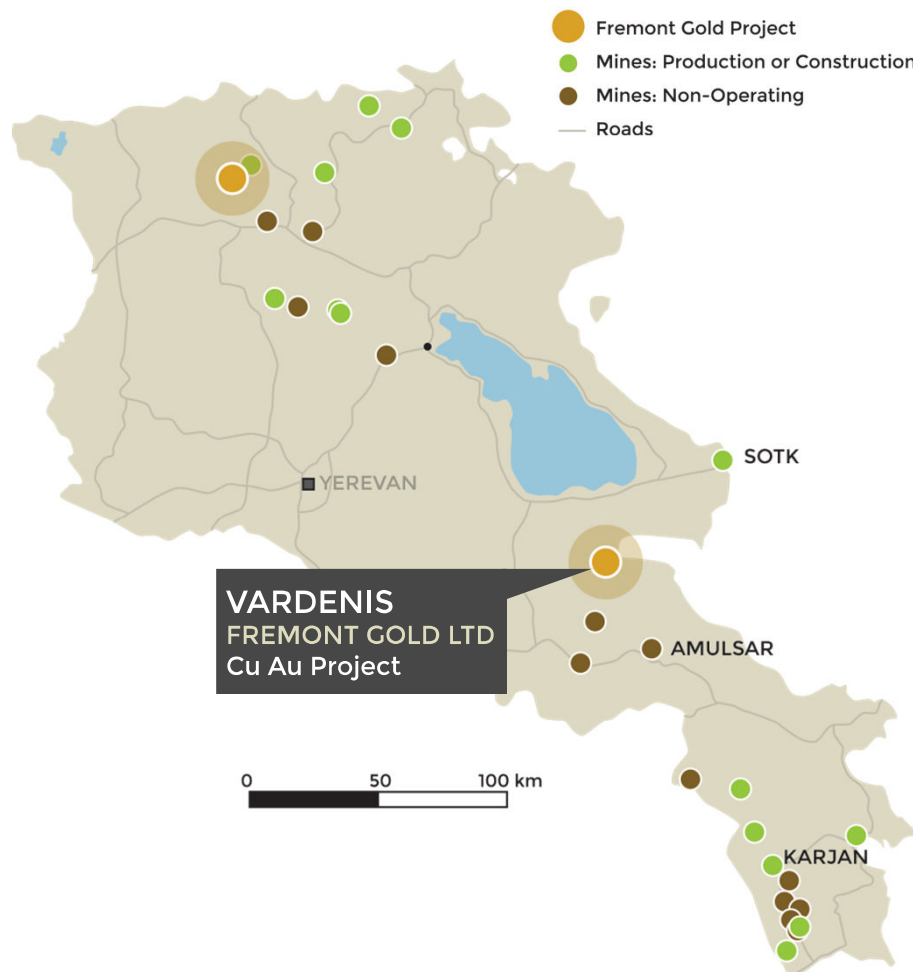 Fremont Gold Project
Mines: Production or Construction
Mines: Non-Operating
Roads
SOTK
YEREVAN
VARDENIS
FREMONT GOLD LTD
Cu Au Project
AMULSAR
0 50 100 km
KARJAN